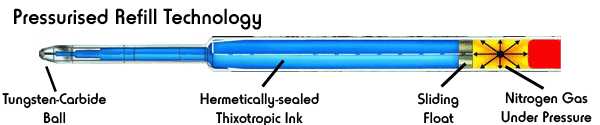 Pressurised Refill Technology
Tungsten-Carbide
Ball
Hermetically-sealed
Thixotropic Ink
Sliding
Float
Nitrogen Gas
Under Pressure